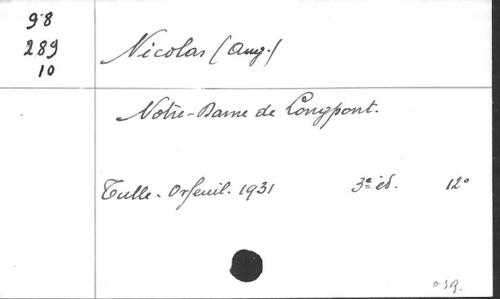 98
289
10
Nicolas (Aug.)
Notre-Dame de Longpont.
Tulle - Orfeuil. 1931 3e éd. 12°